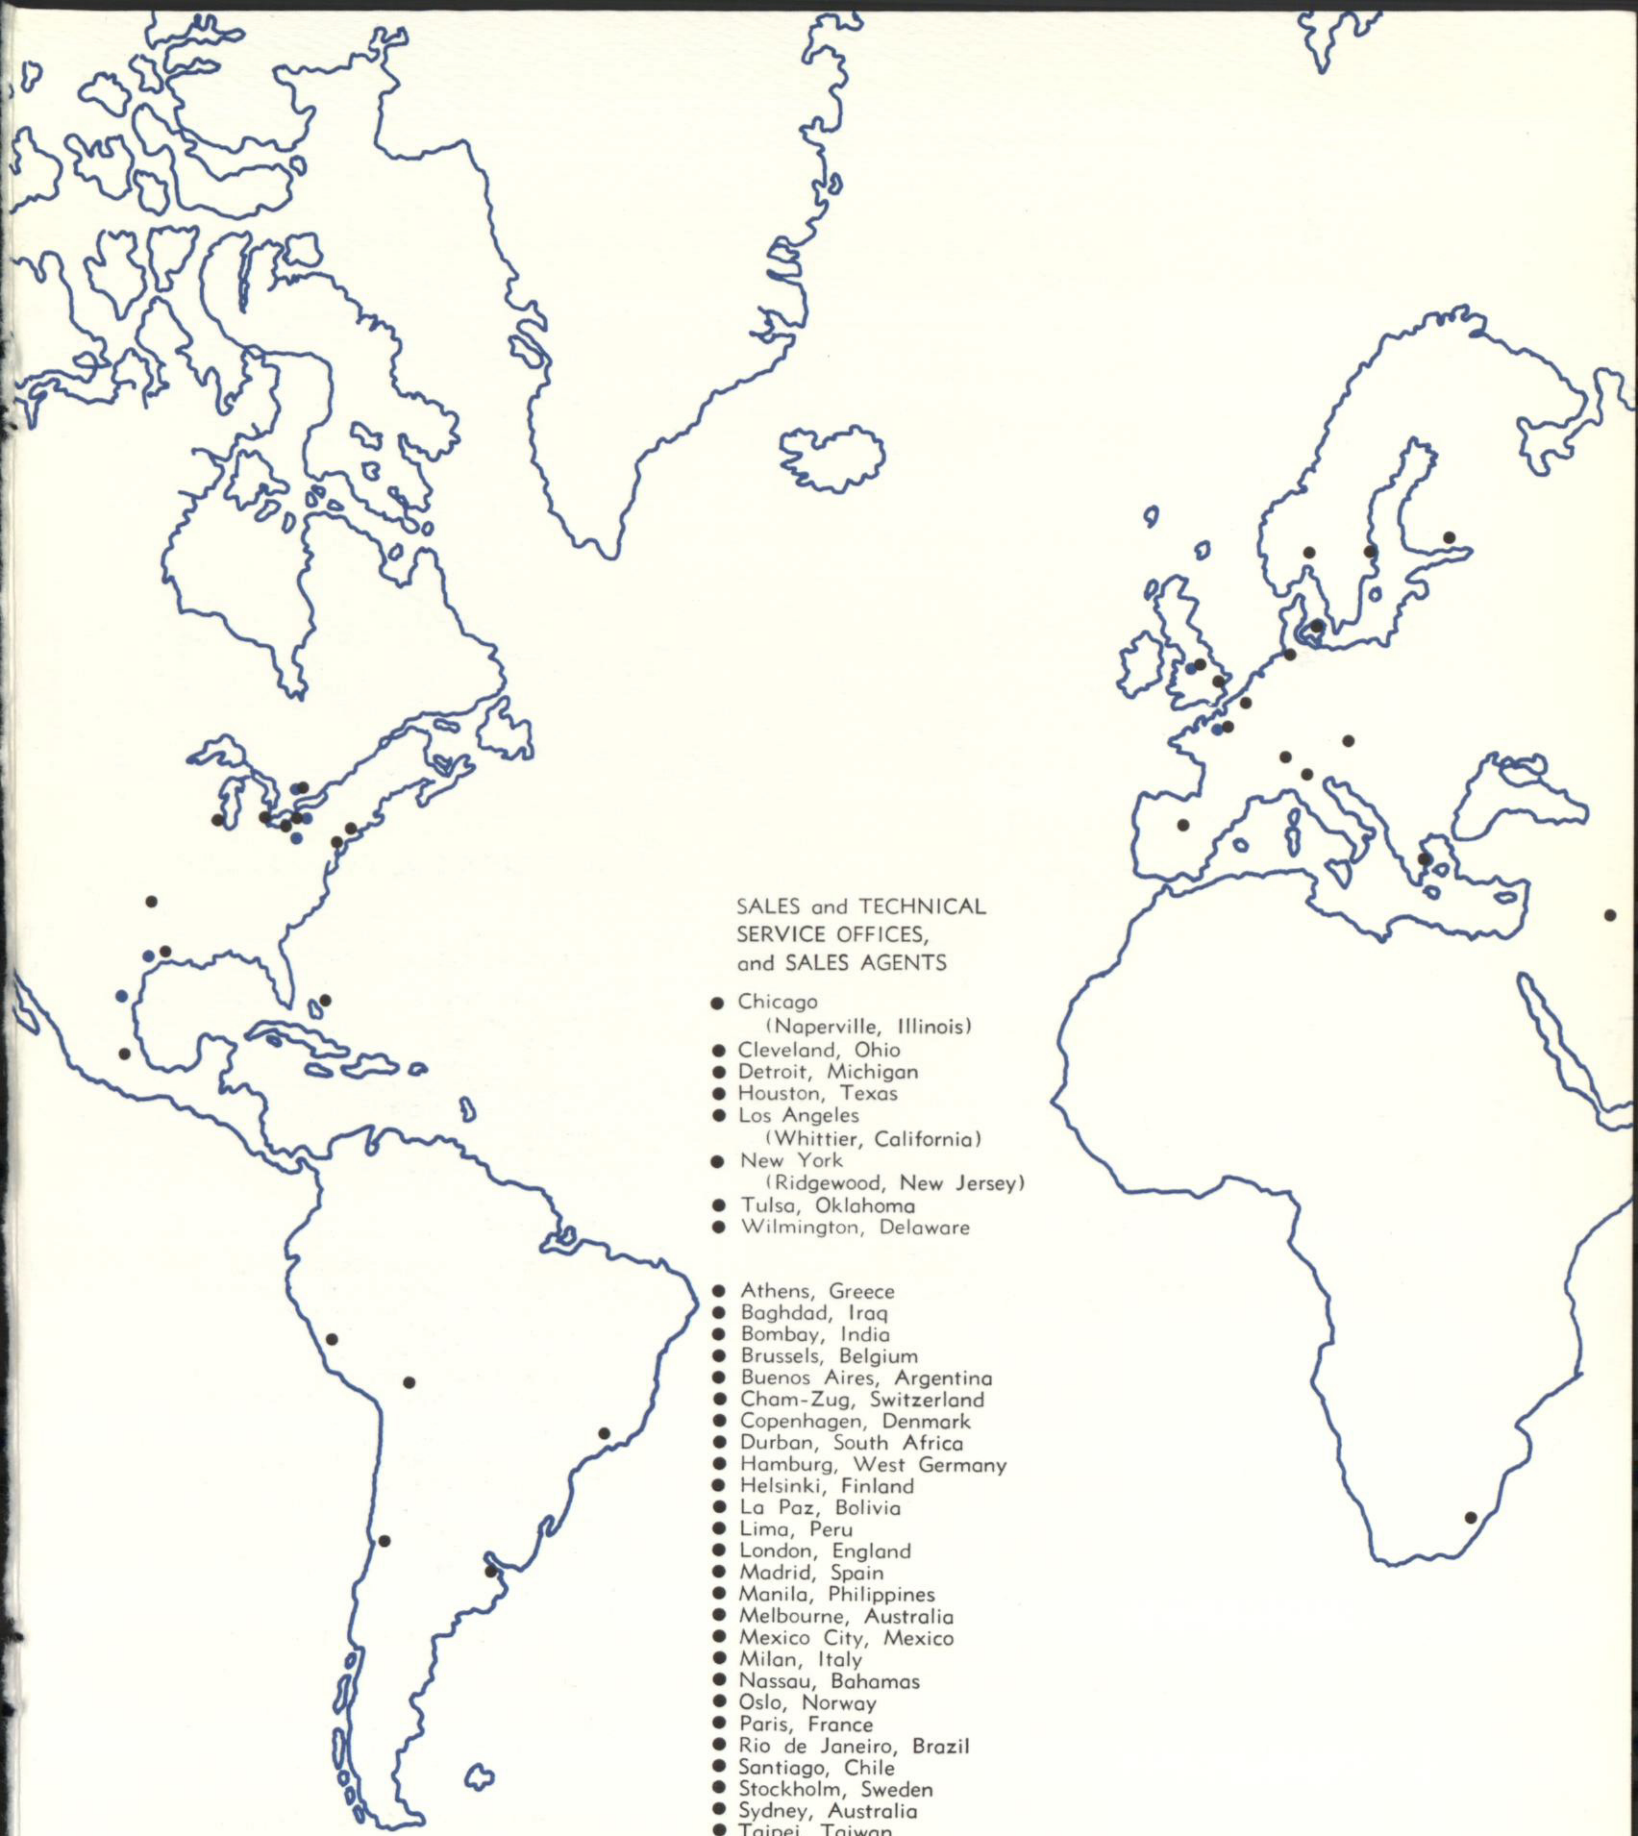 SALES and TECHNICAL
SERVICE OFFICES,
and SALES AGENTS
Chicago
(Naperville, Illinois)
Cleveland, Ohio
Detroit, Michigan
Houston, Texas
Los Angeles
(Whittier, California)
New York
(Ridgewood, New Jersey)
Tulsa, Oklahoma
Wilmington, Delaware
Athens, Greece
Baghdad, Iraq
Bombay, India
Brussels, Belgium
Buenos Aires, Argentina
Cham-Zug, Switzerland
Copenhagen, Denmark
Durban, South Africa
Hamburg, West Germany
Helsinki, Finland
La Paz, Bolivia
Lima, Peru
London, England
Madrid, Spain
Manila, Philippines
Melbourne, Australia
Mexico City, Mexico
Milan, Italy
Nassau, Bahamas
Oslo, Norway
Paris, France
Rio de Janeiro, Brazil
Santiago, Chile
Stockholm, Sweden
Sydney, Australia
Taipei, Taiwan